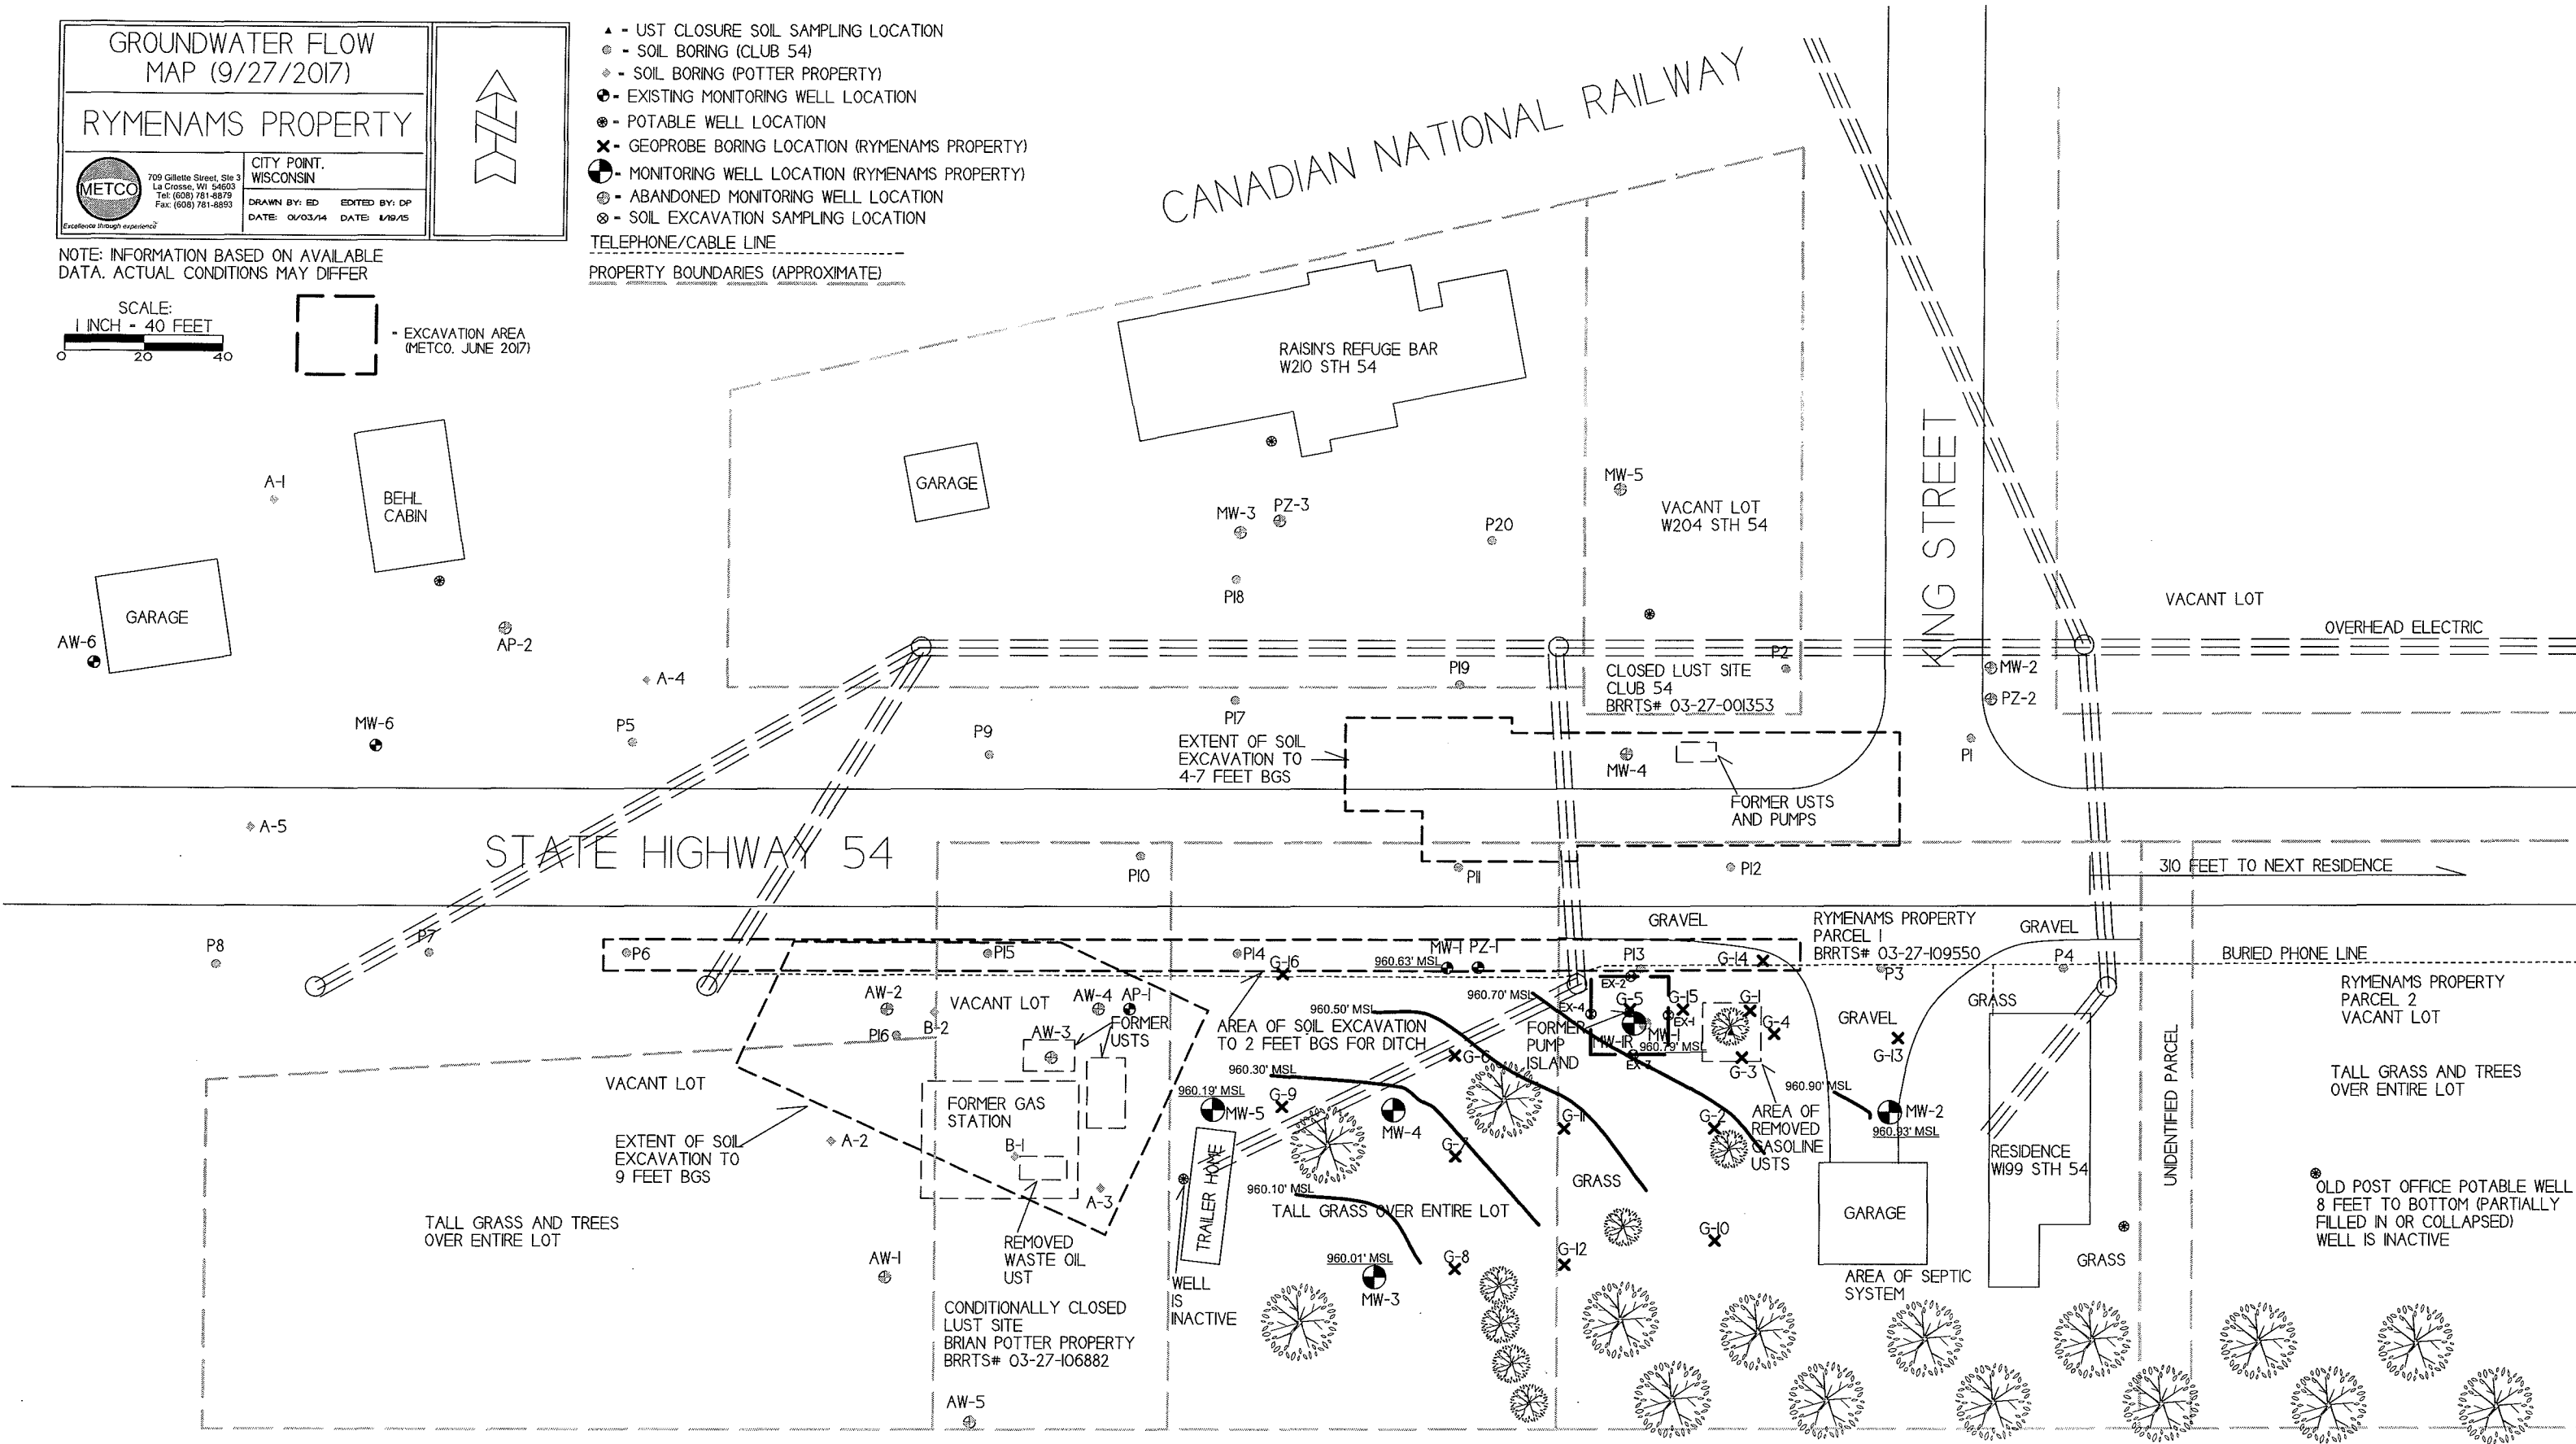 GROUNDWATER FLOW
MAP (9/27/2017)
RYMENAMS PROPERTY
METCO
Excellence through experience
709 Gillette Street, Ste 3
La Crosse, WI 54603
Tel: (608) 781-8879
Fax: (608) 781-8893
CITY POINT,
WISCONSIN
DRAWN BY: ED EDITED BY: DP
DATE: 01/03/14 DATE:
N
NOTE: INFORMATION BASED ON AVAILABLE
DATA. ACTUAL CONDITIONS MAY DIFFER
SCALE:
1 INCH - 40 FEET
0 20 40
- EXCAVATION AREA
(METCO, JUNE 2017)
- UST CLOSURE SOIL SAMPLING LOCATION
- SOIL BORING (CLUB 54)
- SOIL BORING (POTTER PROPERTY)
- EXISTING MONITORING WELL LOCATION
- POTABLE WELL LOCATION
- GEOPROBE BORING LOCATION (RYMENAMS PROPERTY)
- MONITORING WELL LOCATION (RYMENAMS PROPERTY)
- ABANDONED MONITORING WELL LOCATION
- SOIL EXCAVATION SAMPLING LOCATION
TELEPHONE/CABLE LINE
PROPERTY BOUNDARIES (APPROXIMATE)
CANADIAN NATIONAL RAILWAY
RAISIN'S REFUGE BAR
W210 STH 54
GARAGE
A-1
BEHL
CABIN
GARAGE
AW-6
AP-2
A-4
MW-6
P5
P9
A-5
MW-3
PZ-3
P18
P20
MW-5
VACANT LOT
W204 STH 54
KING STREET
VACANT LOT
OVERHEAD ELECTRIC
P19
P17
P2
CLOSED LUST SITE
CLUB 54
BRRTS# 03-27-001353
MW-2
PZ-2
P1
EXTENT OF SOIL
EXCAVATION TO
4-7 FEET BGS
MW-4
FORMER USTS
AND PUMPS
STATE HIGHWAY 54
P10
P11
P12
310 FEET TO NEXT RESIDENCE
P8
P7
P6
P15
P14
G-16
MW-1 PZ-1
960.63' MSL
GRAVEL
P13
G-14
RYMENAMS PROPERTY
PARCEL 1
BRRTS# 03-27-109550
P3
GRAVEL
P4
BURIED PHONE LINE
RYMENAMS PROPERTY
PARCEL 2
VACANT LOT
AW-2
VACANT LOT
AW-4
AP-1
P16
B-2
AW-3
FORMER
USTS
AREA OF SOIL EXCAVATION
TO 2 FEET BGS FOR DITCH
960.50' MSL
960.70' MSL
EX-2
EX-4
G-5
G-15
EX-1
MW-1
MW-1R
960.79' MSL
EX-3
FORMER
PUMP
ISLAND
G-1
G-4
G-3
GRAVEL
G-13
GRASS
TALL GRASS AND TREES
OVER ENTIRE LOT
VACANT LOT
EXTENT OF SOIL
EXCAVATION TO
9 FEET BGS
A-2
FORMER GAS
STATION
B-1
A-3
960.30' MSL
960.19' MSL
MW-5
G-9
MW-4
G-6
G-7
G-11
G-2
AREA OF
REMOVED
GASOLINE
USTS
960.90' MSL
MW-2
960.93' MSL
RESIDENCE
W199 STH 54
UNIDENTIFIED PARCEL
OLD POST OFFICE POTABLE WELL
8 FEET TO BOTTOM (PARTIALLY
FILLED IN OR COLLAPSED)
WELL IS INACTIVE
TALL GRASS AND TREES
OVER ENTIRE LOT
AW-1
REMOVED
WASTE OIL
UST
TRAILER HOME
WELL
IS
INACTIVE
960.10' MSL
TALL GRASS OVER ENTIRE LOT
GRASS
960.01' MSL
MW-3
G-8
G-12
G-10
GARAGE
AREA OF SEPTIC
SYSTEM
GRASS
CONDITIONALLY CLOSED
LUST SITE
BRIAN POTTER PROPERTY
BRRTS# 03-27-106882
AW-5